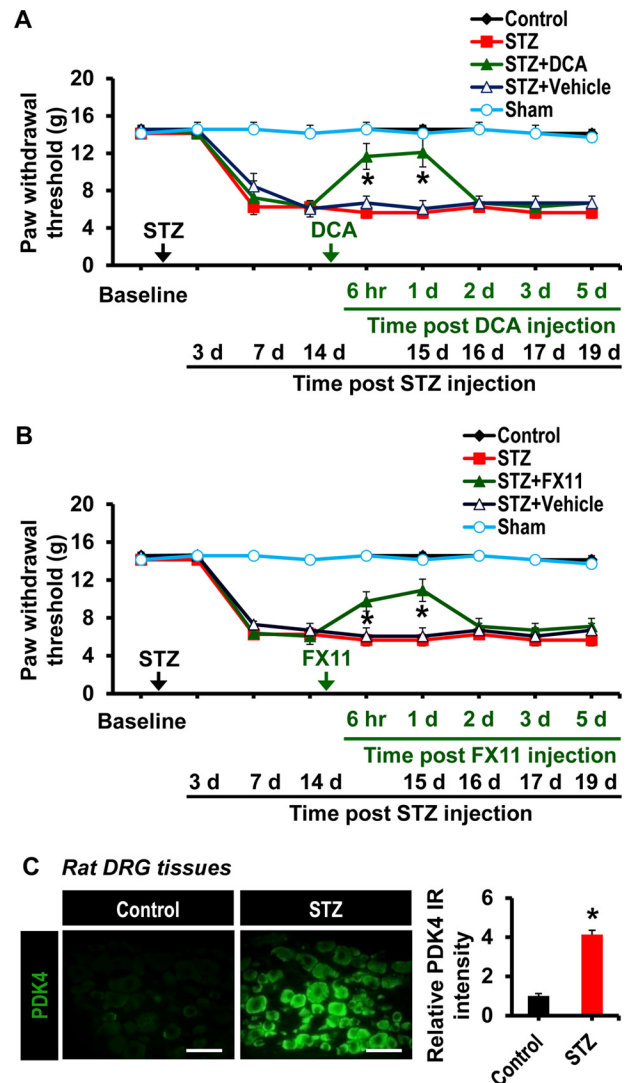 A
Control
STZ
STZ+DCA
STZ+Vehicle
Sham
Paw withdrawal
threshold (g)
20
16
12
8
4
0
STZ
DCA
*
*
Baseline
6 hr 1 d 2 d 3 d 5 d
Time post DCA injection
3 d 7 d 14 d 15 d 16 d 17 d 19 d
Time post STZ injection
B
Control
STZ
STZ+FX11
STZ+Vehicle
Sham
Paw withdrawal
threshold (g)
20
16
12
8
4
0
STZ
FX11
*
*
Baseline
6 hr 1 d 2 d 3 d 5 d
Time post FX11 injection
3 d 7 d 14 d 15 d 16 d 17 d 19 d
Time post STZ injection
C Rat DRG tissues
Control STZ
PDK4
Relative PDK4 IR
intensity
6
4
2
0
*
Control STZ